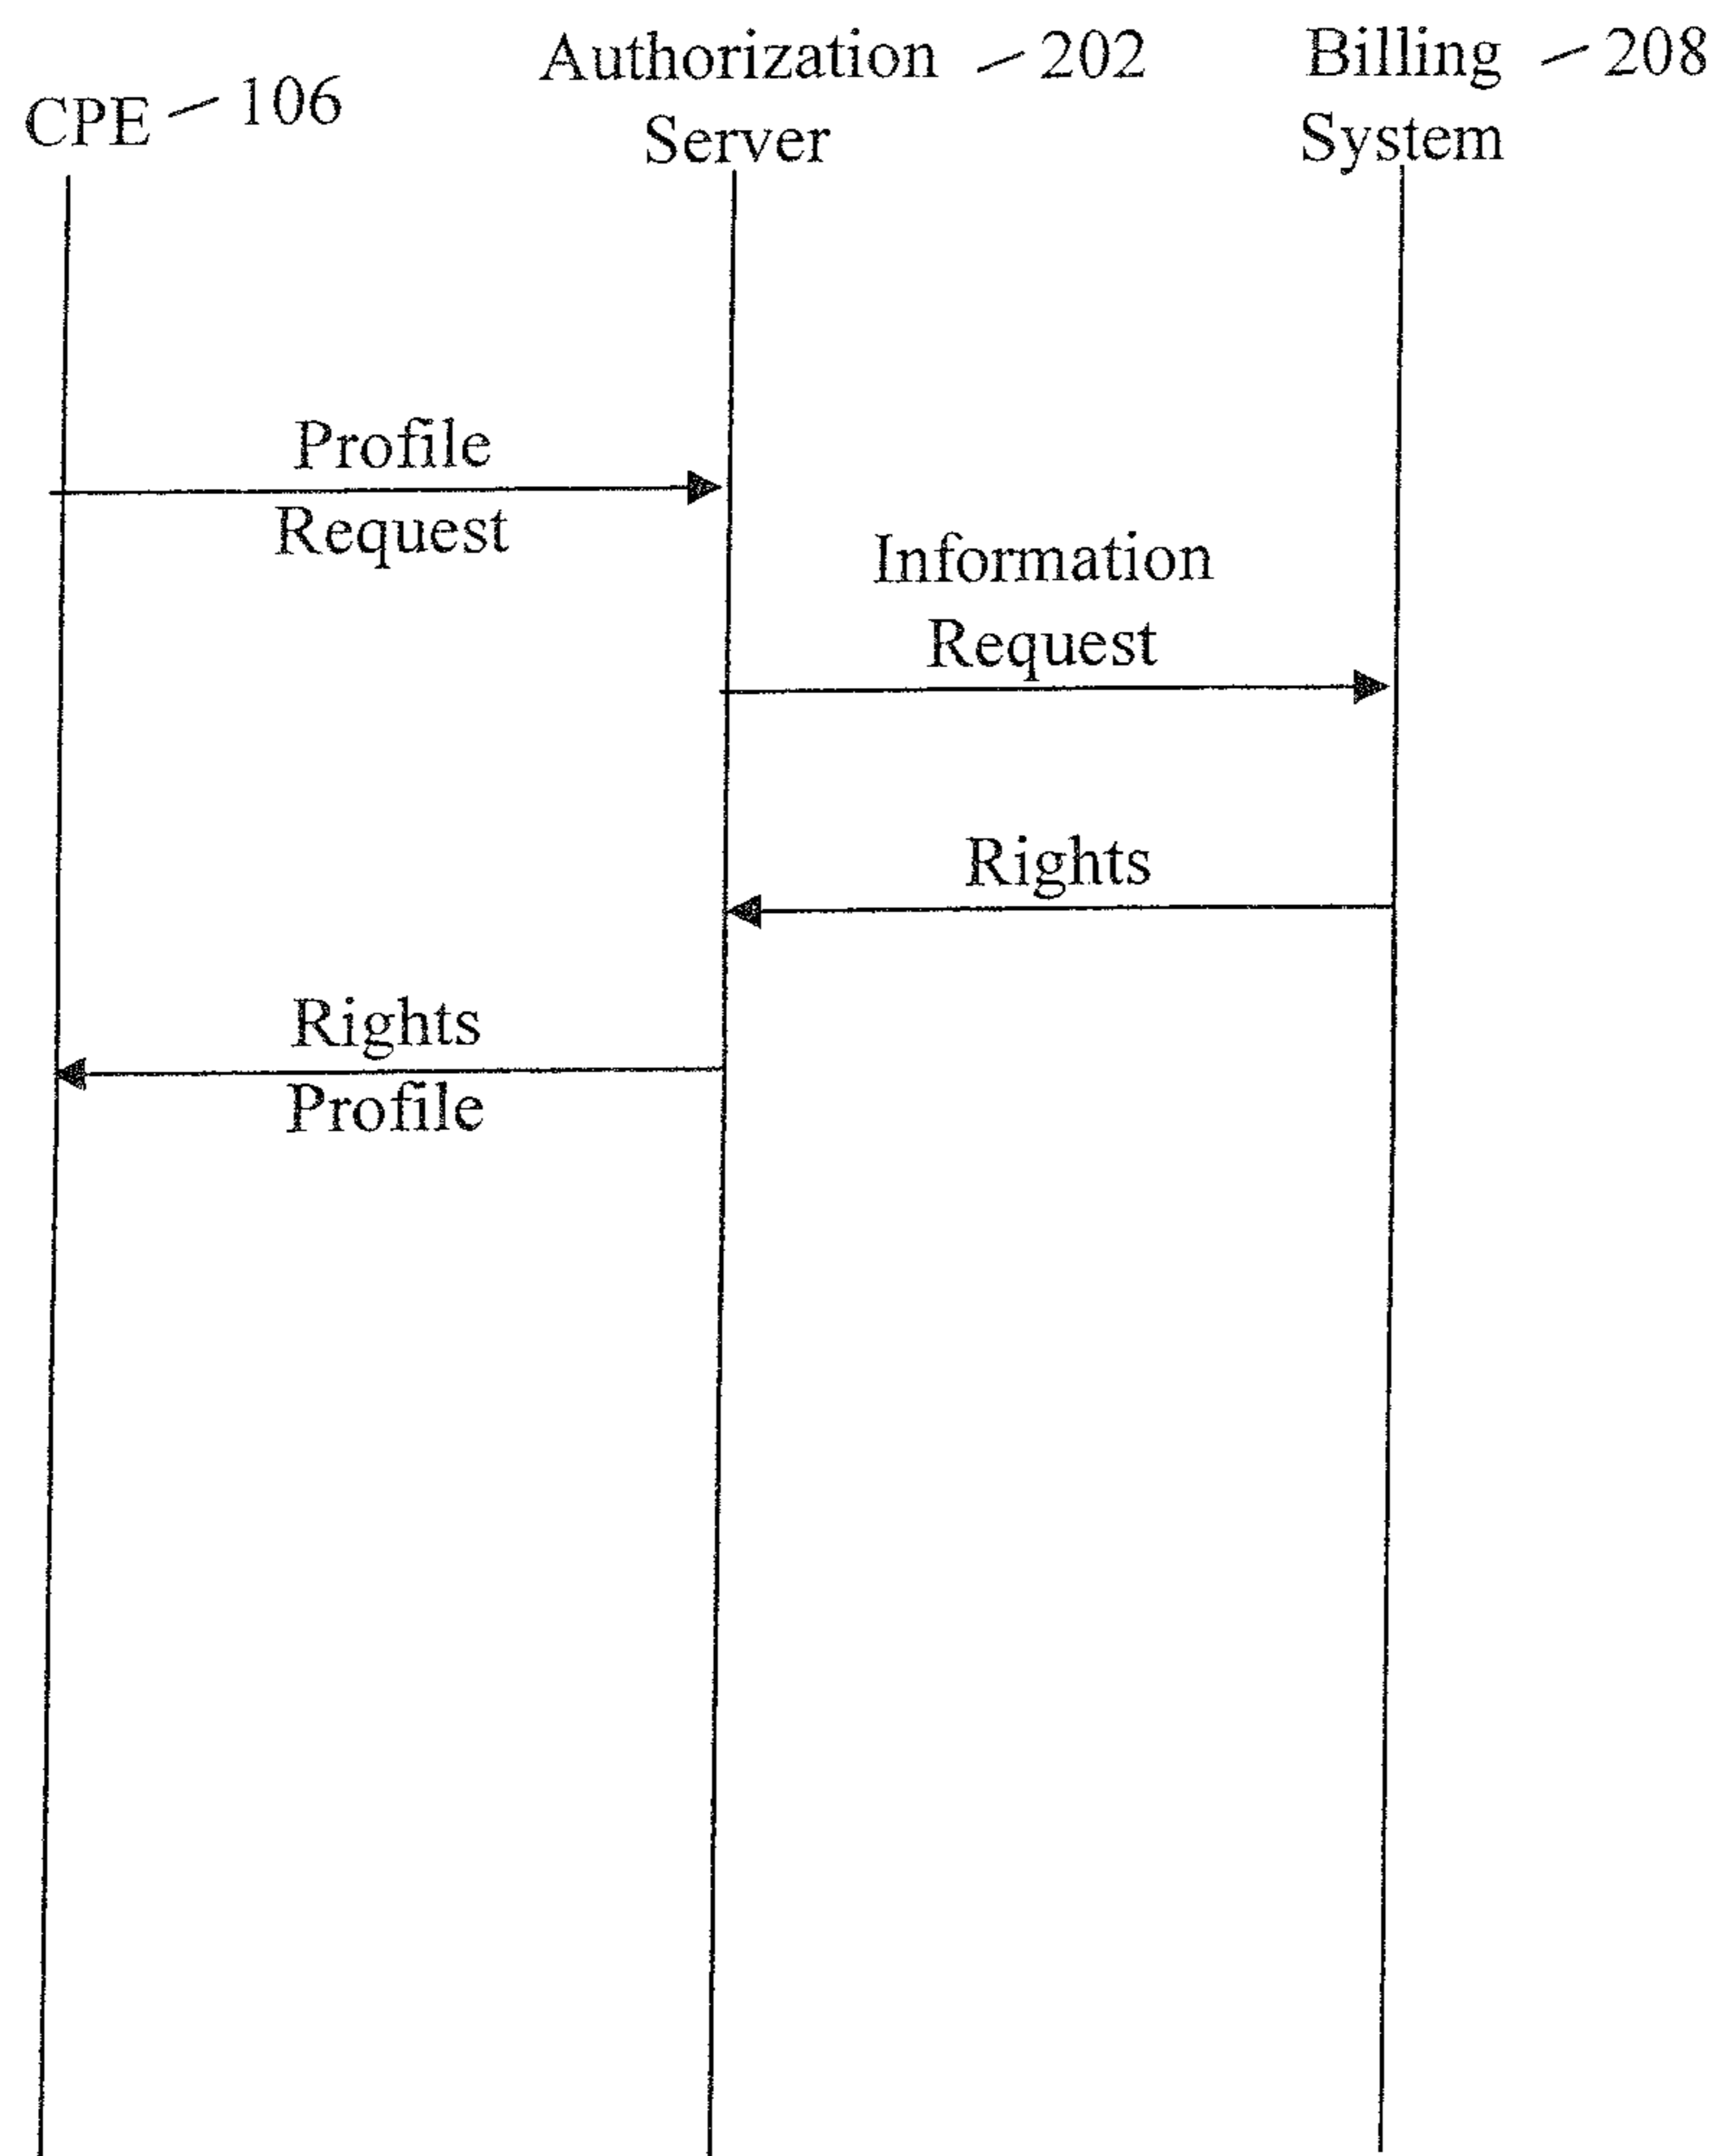 CPE 106
Authorization 202
Server
Billing 208
System
Profile
Request
Information
Request
Rights
Rights
Profile